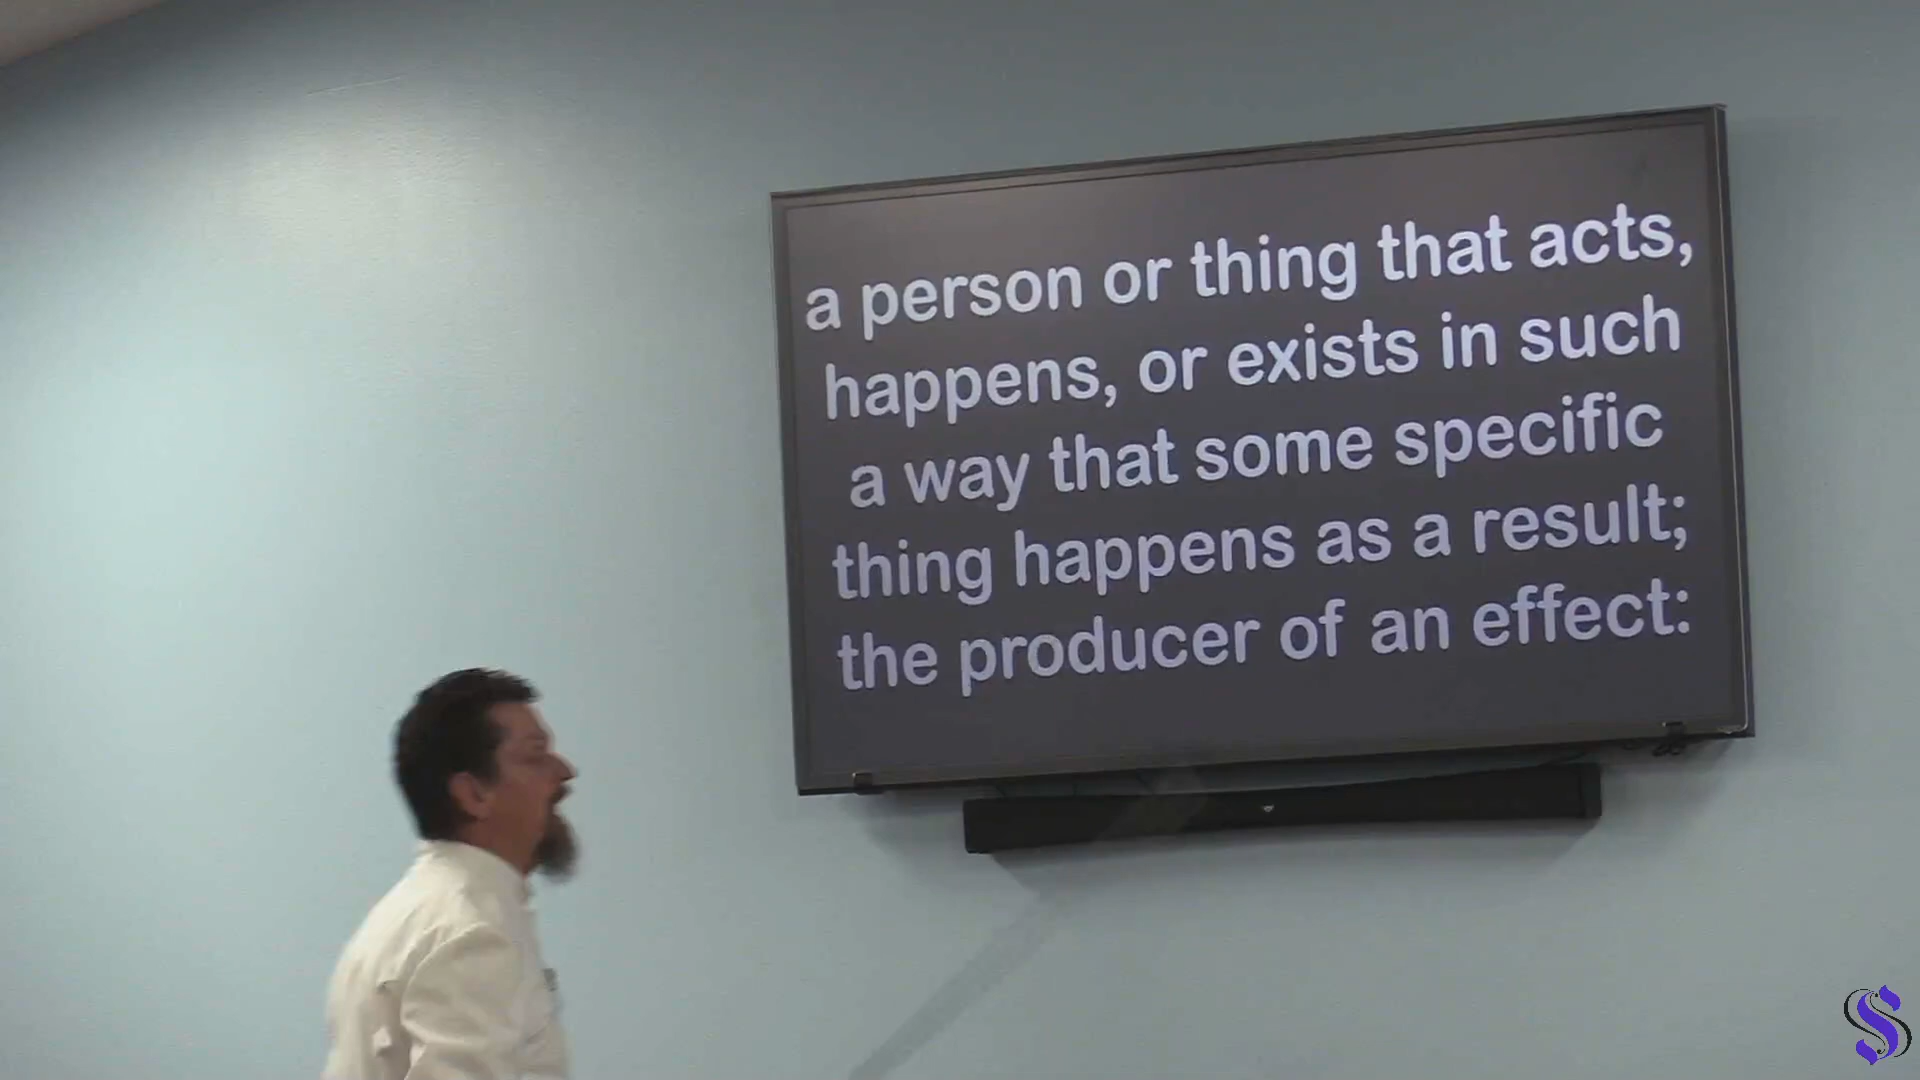 a person or thing that acts,
happens, or exists in such
a way that some specific
thing happens as a result;
the producer of an effect:
S